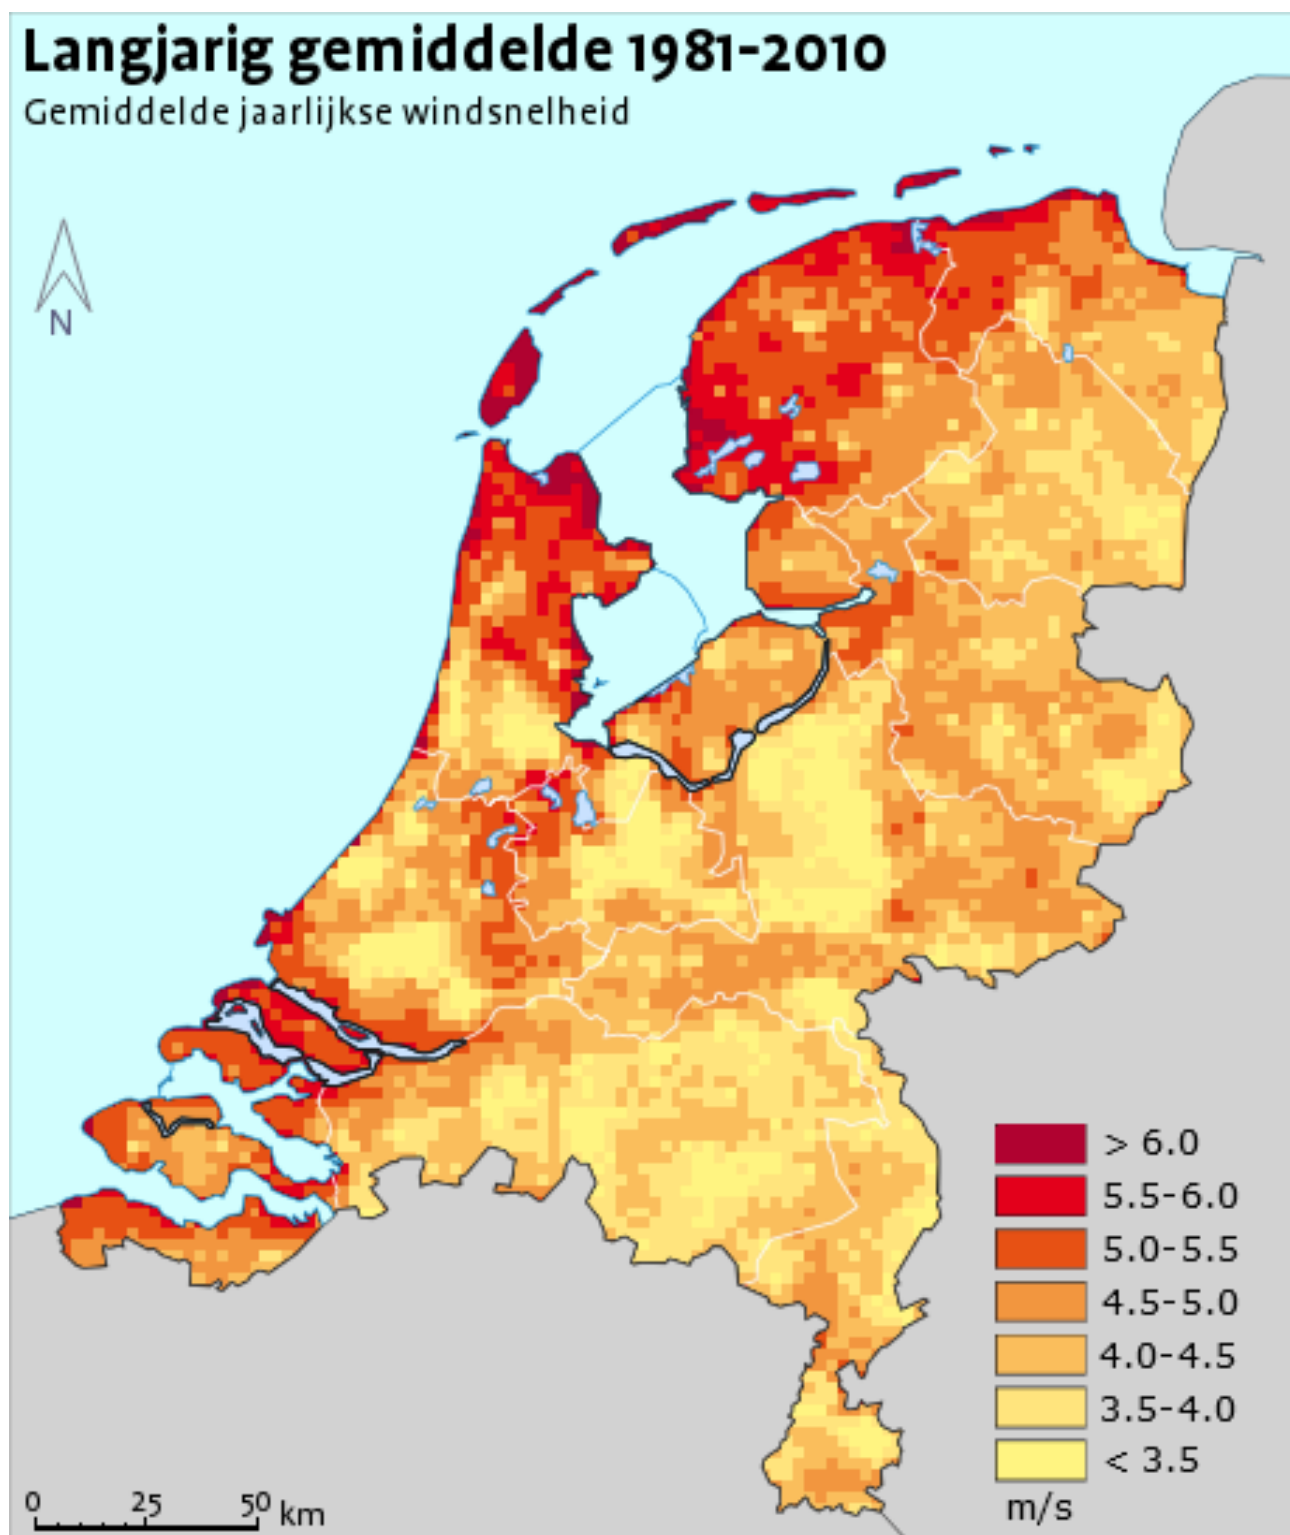 Langjarig gemiddelde 1981-2010
Gemiddelde jaarlijkse windsnelheid
N
> 6.0
5.5-6.0
5.0-5.5
4.5-5.0
4.0-4.5
3.5-4.0
< 3.5
m/s
0 25 50 km